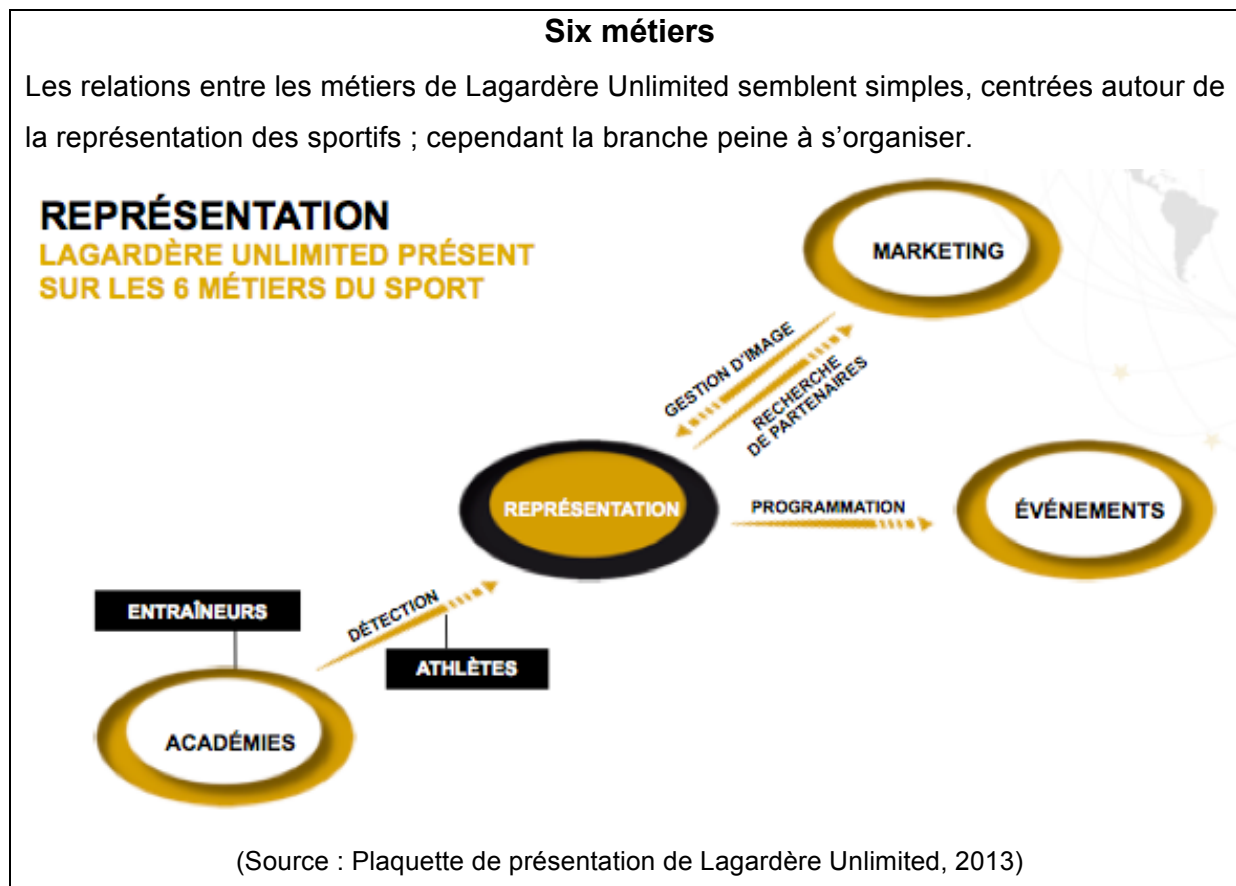 Six métiers
Les relations entre les métiers de Lagardère Unlimited semblent simples, centrées autour de
la représentation des sportifs ; cependant la branche peine à s’organiser.
REPRÉSENTATION
LAGARDÈRE UNLIMITED PRÉSENT
SUR LES 6 MÉTIERS DU SPORT
MARKETING
GESTION D'IMAGE
RECHERCHE
DE PARTENAIRES
REPRÉSENTATION
PROGRAMMATION
ÉVÉNEMENTS
ENTRAÎNEURS
DÉTECTION
ATHLÈTES
ACADÉMIES
(Source : Plaquette de présentation de Lagardère Unlimited, 2013)